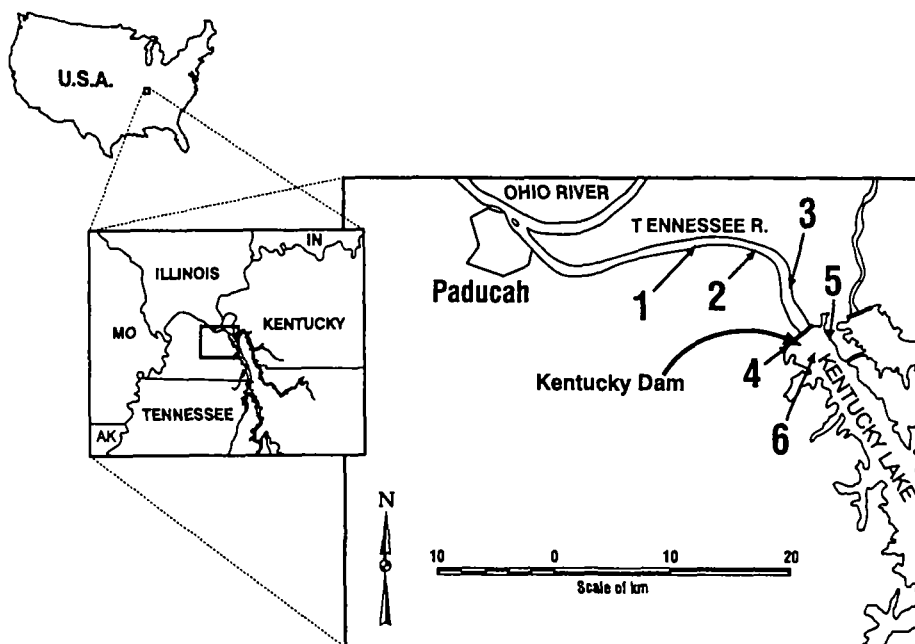 U.S.A.
IN
ILLINOIS
MO
KENTUCKY
TENNESSEE
AK
OHIO RIVER
TENNESSEE R.
Paducah
1
2
3
4
5
6
Kentucky Dam
KENTUCKY LAKE
N
10 0 10 20
Scale of km